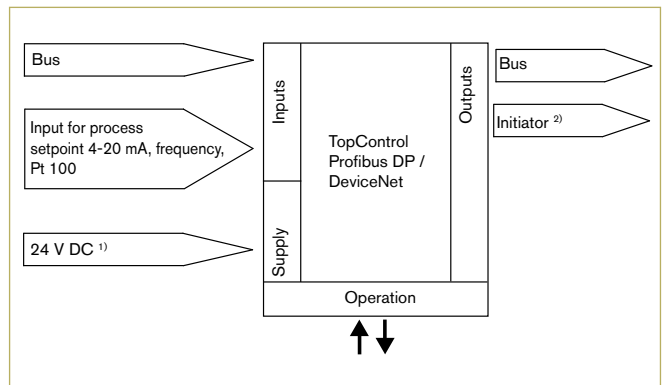 Bus
Input for process
setpoint 4-20 mA, frequency,
Pt 100
24 V DC 1)
Inputs
Supply
TopControl
Profibus DP /
DeviceNet
Outputs
Operation
Bus
Initiator 2)